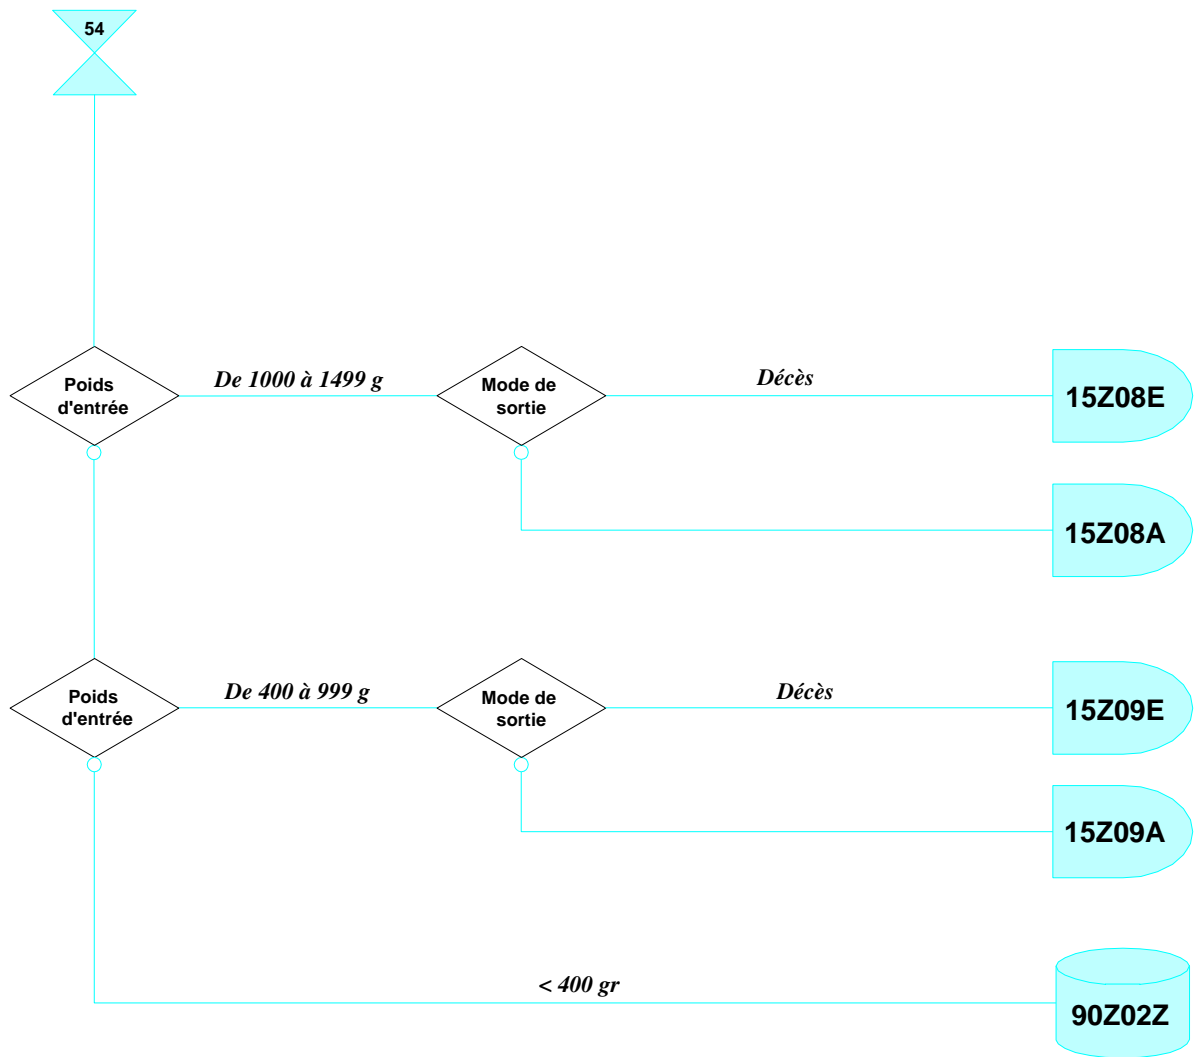 54
Poids
d'entrée
De 1000 à 1499 g
Mode de
sortie
Décès
15Z08E
15Z08A
Poids
d'entrée
De 400 à 999 g
Mode de
sortie
Décès
15Z09E
15Z09A
< 400 gr
90Z02Z